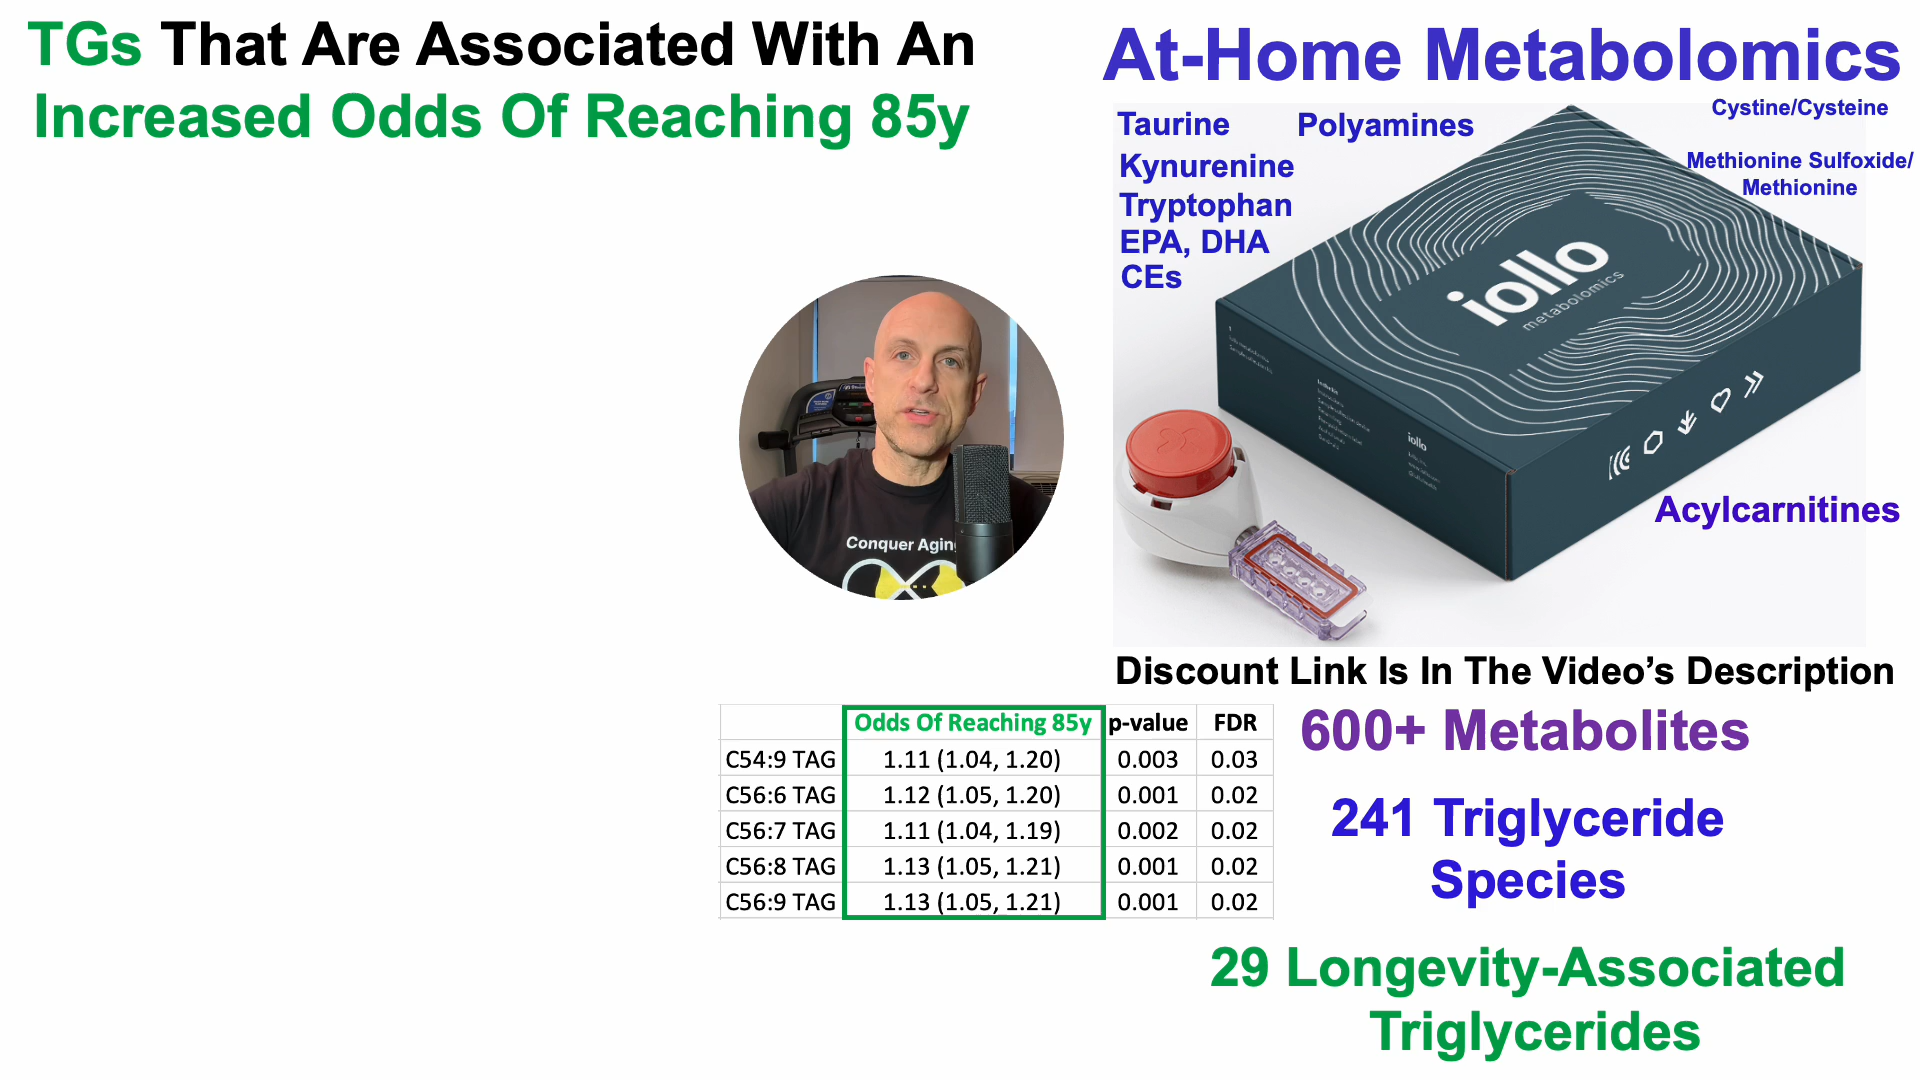 TGs That Are Associated With An
Increased Odds Of Reaching 85y
At-Home Metabolomics
Taurine
Polyamines
Cystine/Cysteine
Kynurenine
Methionine Sulfoxide/
Methionine
Tryptophan
EPA, DHA
CEs
iollo
metabolomics
iollo
Acylcarnitines
Conquer Aging
Discount Link Is In The Video’s Description
Odds Of Reaching 85y p-value FDR
C54:9 TAG 1.11 (1.04, 1.20) 0.003 0.03
C56:6 TAG 1.12 (1.05, 1.20) 0.001 0.02
C56:7 TAG 1.11 (1.04, 1.19) 0.002 0.02
C56:8 TAG 1.13 (1.05, 1.21) 0.001 0.02
C56:9 TAG 1.13 (1.05, 1.21) 0.001 0.02
600+ Metabolites
241 Triglyceride
Species
29 Longevity-Associated
Triglycerides